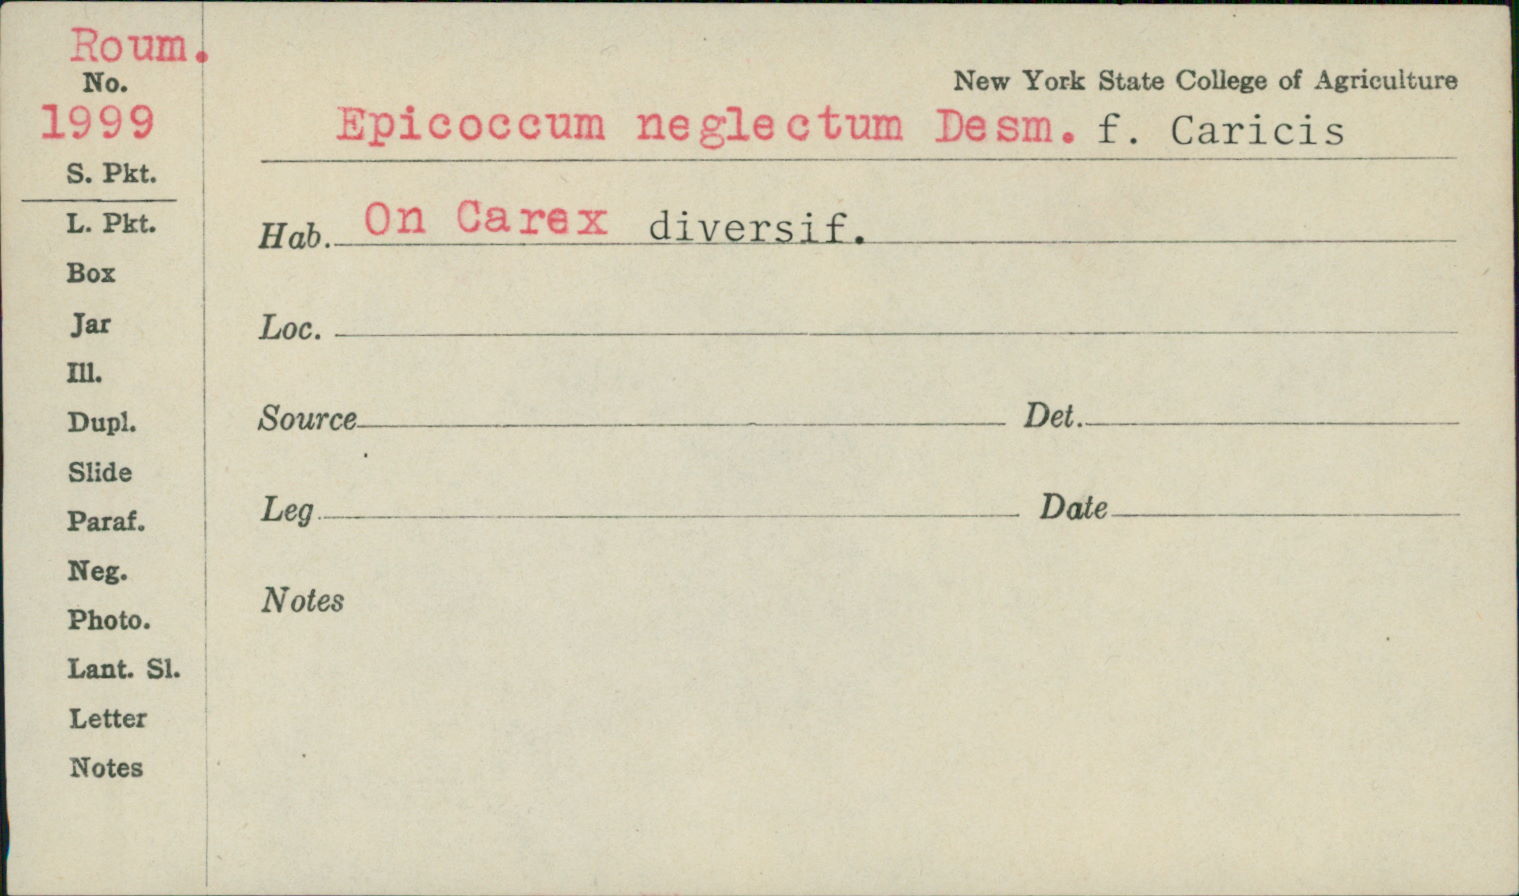 Roum.
No.
1999
S. Pkt.
L. Pkt.
Box
Jar
Ill.
Dupl.
Slide
Paraf.
Neg.
Photo.
Lant. Sl.
Letter
Notes
New York State College of Agriculture
Epicoccum neglectum Desm. f. Caricis
Hab. On Carex diversif.
Loc.
Source Det.
Leg Date
Notes